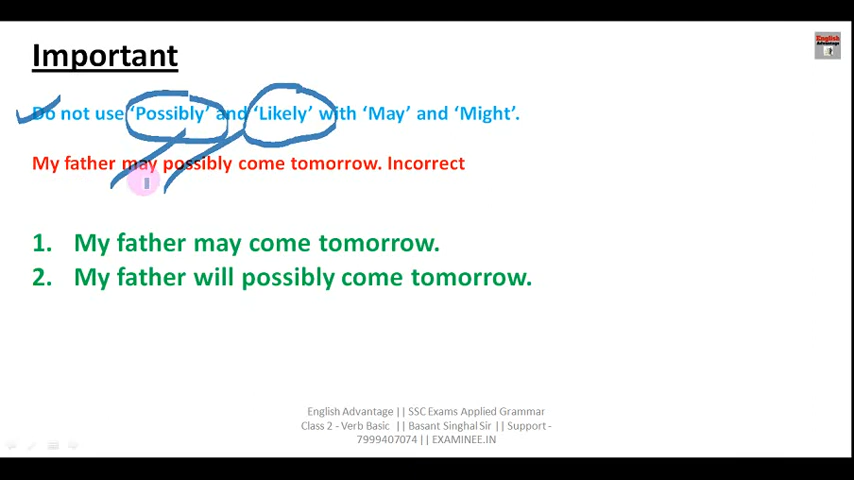 Important
English
Advantage
Do not use ‘Possibly’ and ‘Likely’ with ‘May’ and ‘Might’.
My father may possibly come tomorrow. Incorrect
1. My father may come tomorrow.
2. My father will possibly come tomorrow.
English Advantage || SSC Exams Applied Grammar
Class 2 - Verb Basic || Basant Singhal Sir || Support -
7999407074 || EXAMINEE.IN